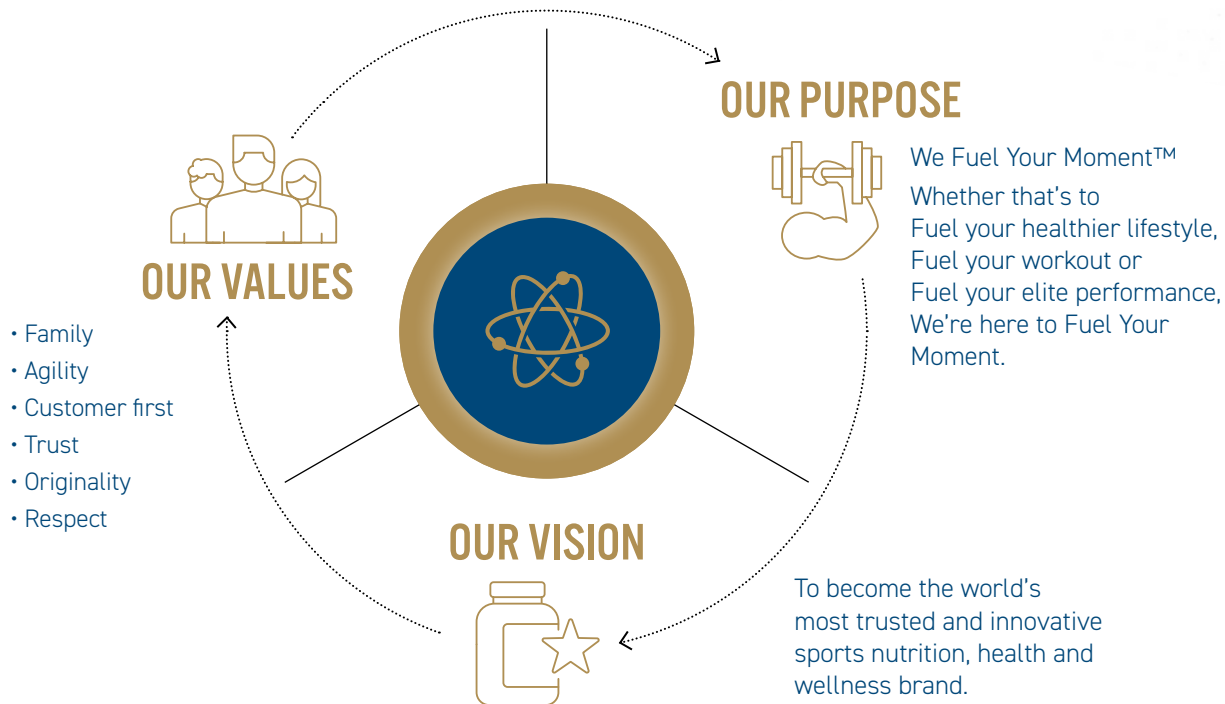 OUR PURPOSE
We Fuel Your Moment™
Whether that’s to
Fuel your healthier lifestyle,
Fuel your workout or
Fuel your elite performance,
We’re here to Fuel Your
Moment.
OUR VALUES
• Family
• Agility
• Customer first
• Trust
• Originality
• Respect
OUR VISION
To become the world’s
most trusted and innovative
sports nutrition, health and
wellness brand.